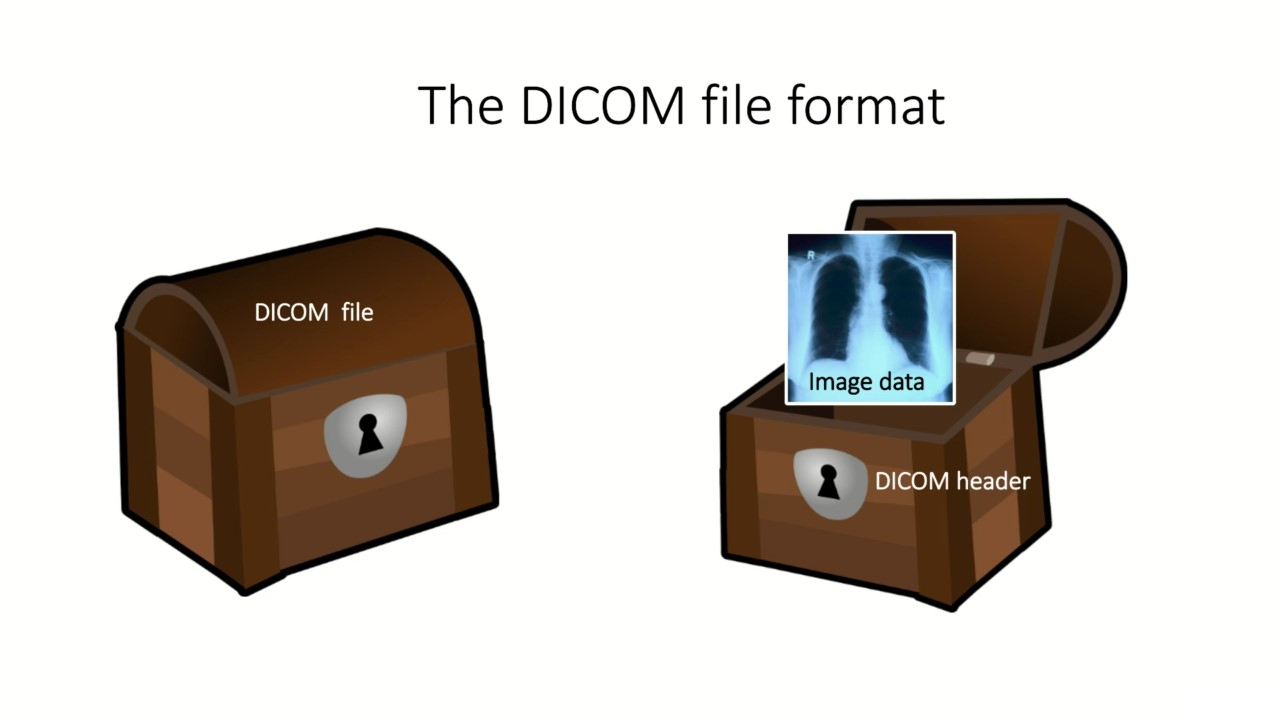 The DICOM file format
DICOM file
R
Image data
DICOM header